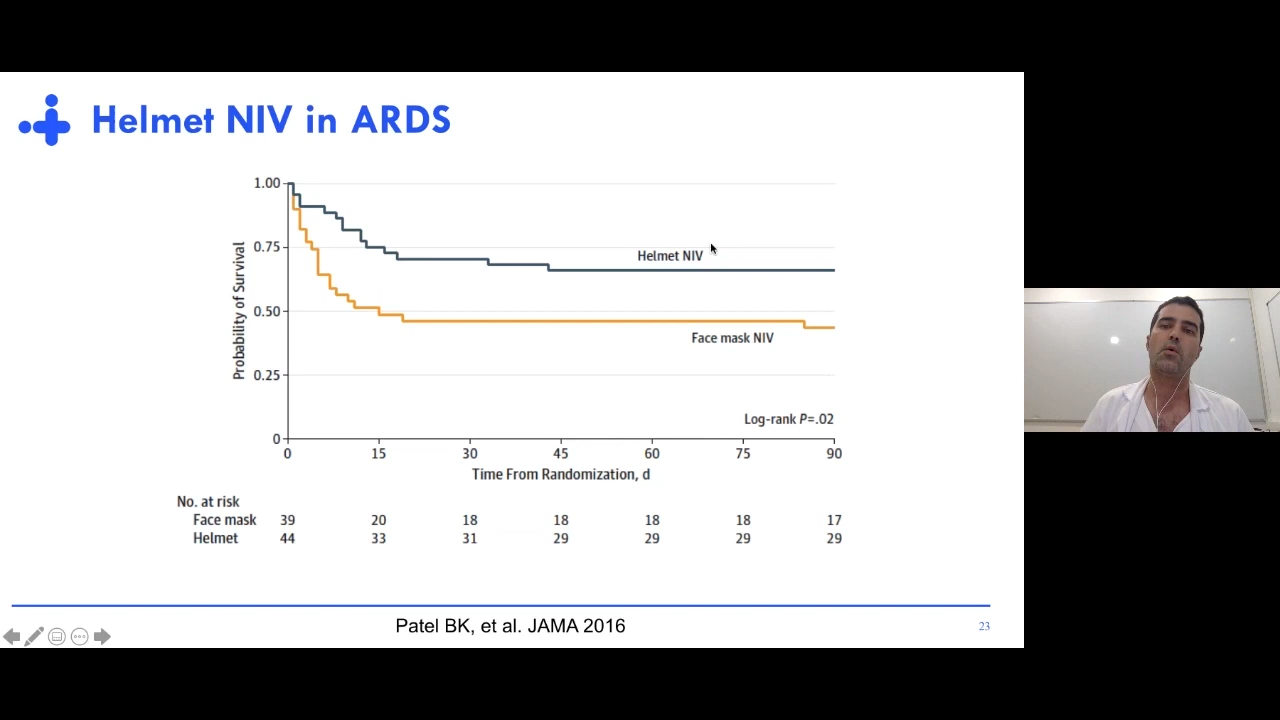 Helmet NIV in ARDS
1.00
0.75
0.50
0.25
0
Probability of Survival
Helmet NIV
Face mask NIV
Log-rank P=.02
0 15 30 45 60 75 90
Time From Randomization, d
No. at risk
Face mask 39 20 18 18 18 18 17
Helmet 44 33 31 29 29 29 29
Patel BK, et al. JAMA 2016
23